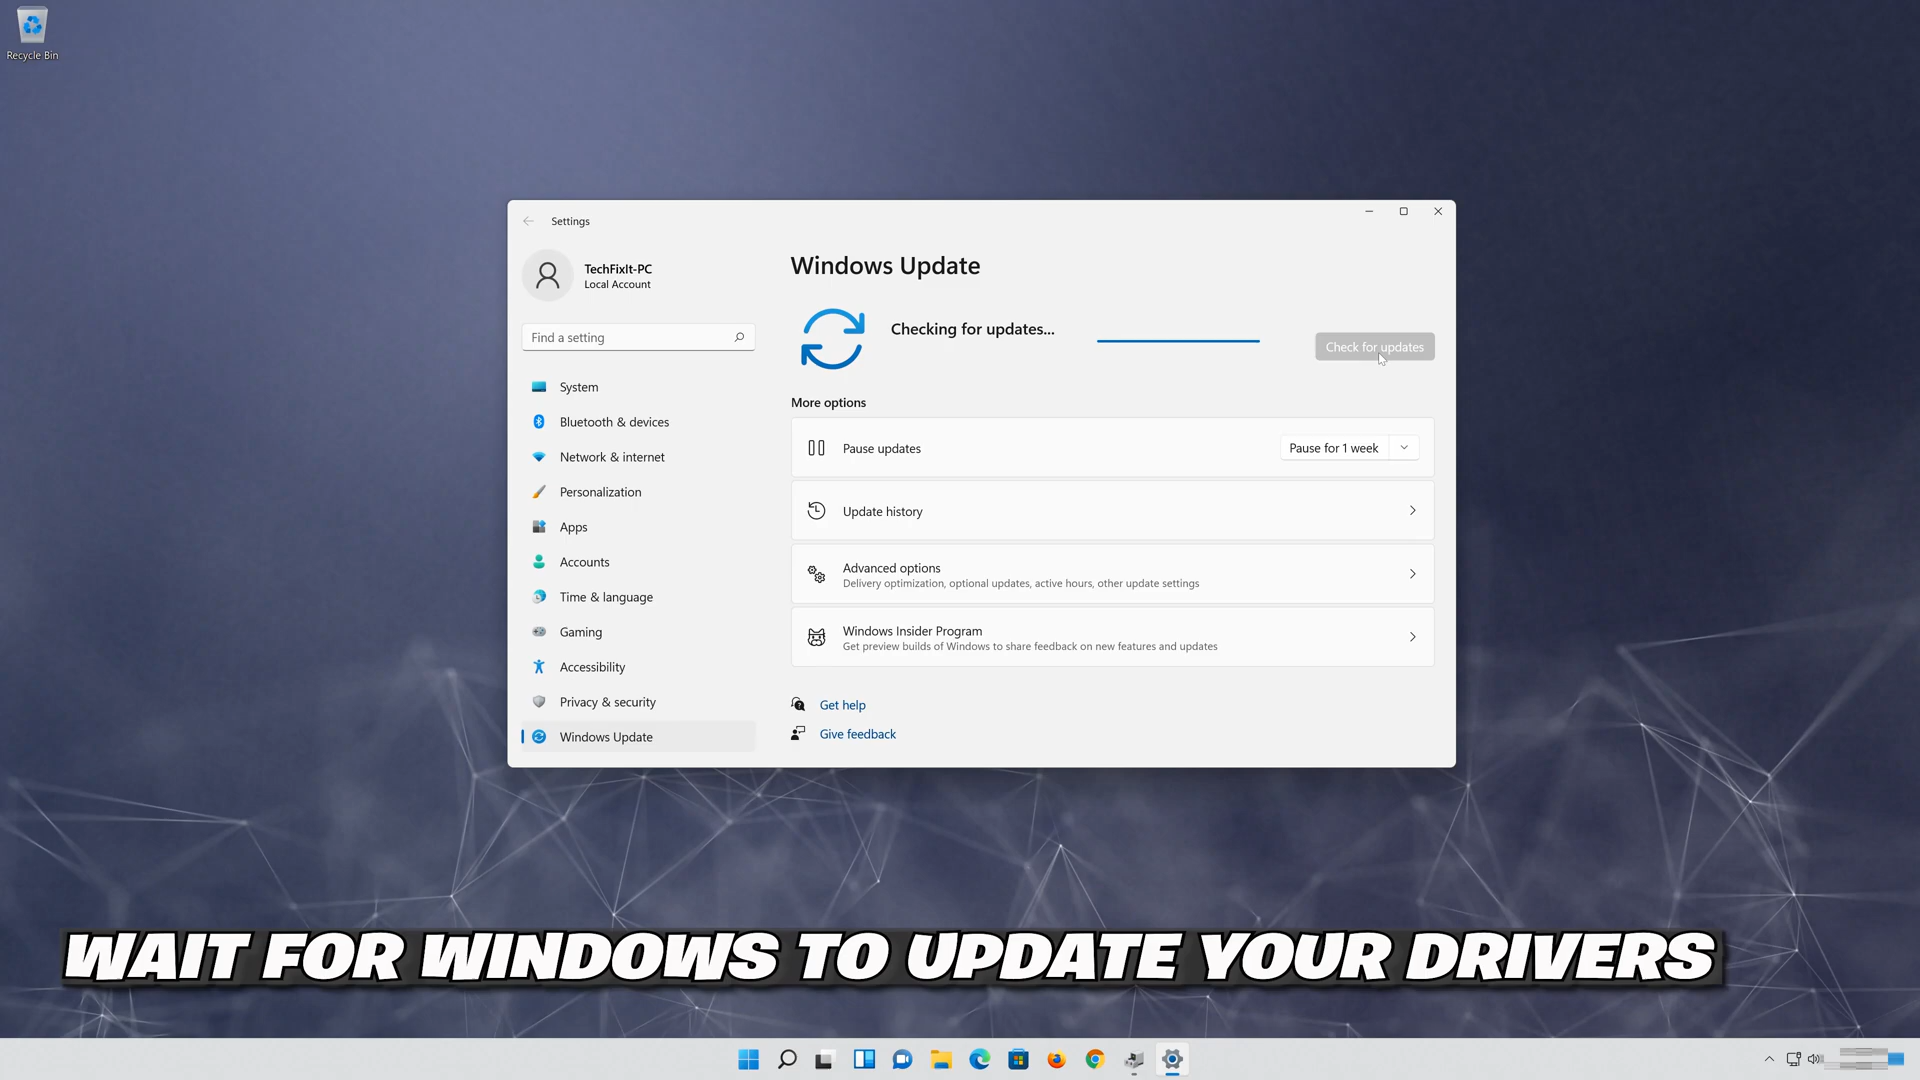 Recycle Bin
Settings
TechFixIt-PC
Local Account
Find a setting
System
Bluetooth & devices
Network & internet
Personalization
Apps
Accounts
Time & language
Gaming
Accessibility
Privacy & security
Windows Update
Windows Update
Checking for updates...
Check for updates
More options
Pause updates
Pause for 1 week
Update history
Advanced options
Delivery optimization, optional updates, active hours, other update settings
Windows Insider Program
Get preview builds of Windows to share feedback on new features and updates
Get help
Give feedback
WAIT FOR WINDOWS TO UPDATE YOUR DRIVERS